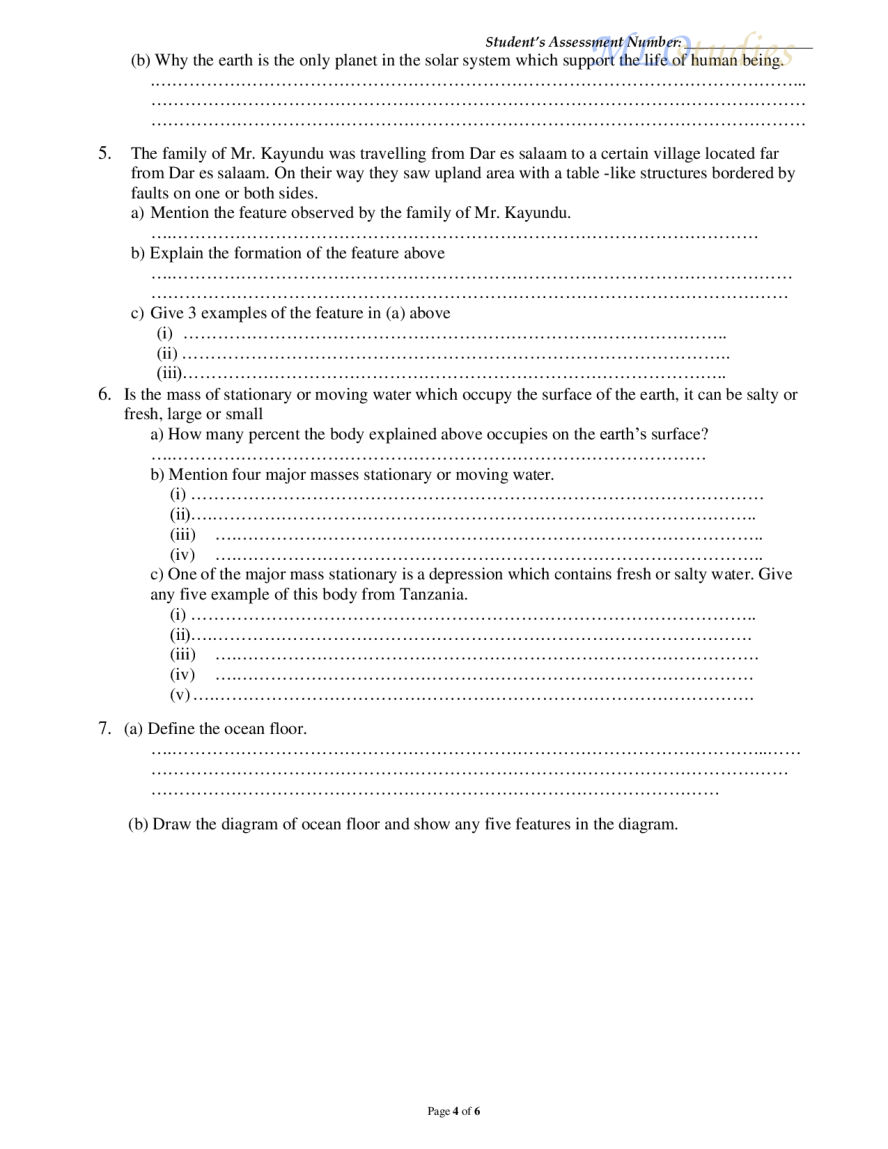 Student's Assessment Number:
MJ Studies
(b) Why the earth is the only planet in the solar system which support the life of human being.
…………………………………………………………………………………………………...
……………………………………………………………………………………………………
……………………………………………………………………………………………………
5. The family of Mr. Kayundu was travelling from Dar es salaam to a certain village located far
from Dar es salaam. On their way they saw upland area with a table -like structures bordered by
faults on one or both sides.
a) Mention the feature observed by the family of Mr. Kayundu.
….…………………………………………………………………………………………
b) Explain the formation of the feature above
….………………………………………………………………………………………………
…………………………………………………………………………………………………
c) Give 3 examples of the feature in (a) above
(i) …………………………………………………………………………………..
(ii) …………………………………………………………………………………..
(iii)…………………………………………………………………………………..
6. Is the mass of stationary or moving water which occupy the surface of the earth, it can be salty or
fresh, large or small
a) How many percent the body explained above occupies on the earth's surface?
….…………………………………………………………………………………
b) Mention four major masses stationary or moving water.
(i) ………………………………………………………………………………………
(ii)….…………………………………………………………………………………..
(iii) ….………………………………………………………………………………..
(iv) ….………………………………………………………………………………..
c) One of the major mass stationary is a depression which contains fresh or salty water. Give
any five example of this body from Tanzania.
(i) ……………………………………………………………………………………..
(ii)….…………………………………………………………………………………
(iii) ….………………………………………………………………………………
(iv) ….………………………………………………………………………………
(v) ….…………………………………………………………………………………
7. (a) Define the ocean floor.
….…………………………………………………………………………………………..……
…………………………………………………………………………………………………
………………………………………………………………………………………
(b) Draw the diagram of ocean floor and show any five features in the diagram.
Page 4 of 6